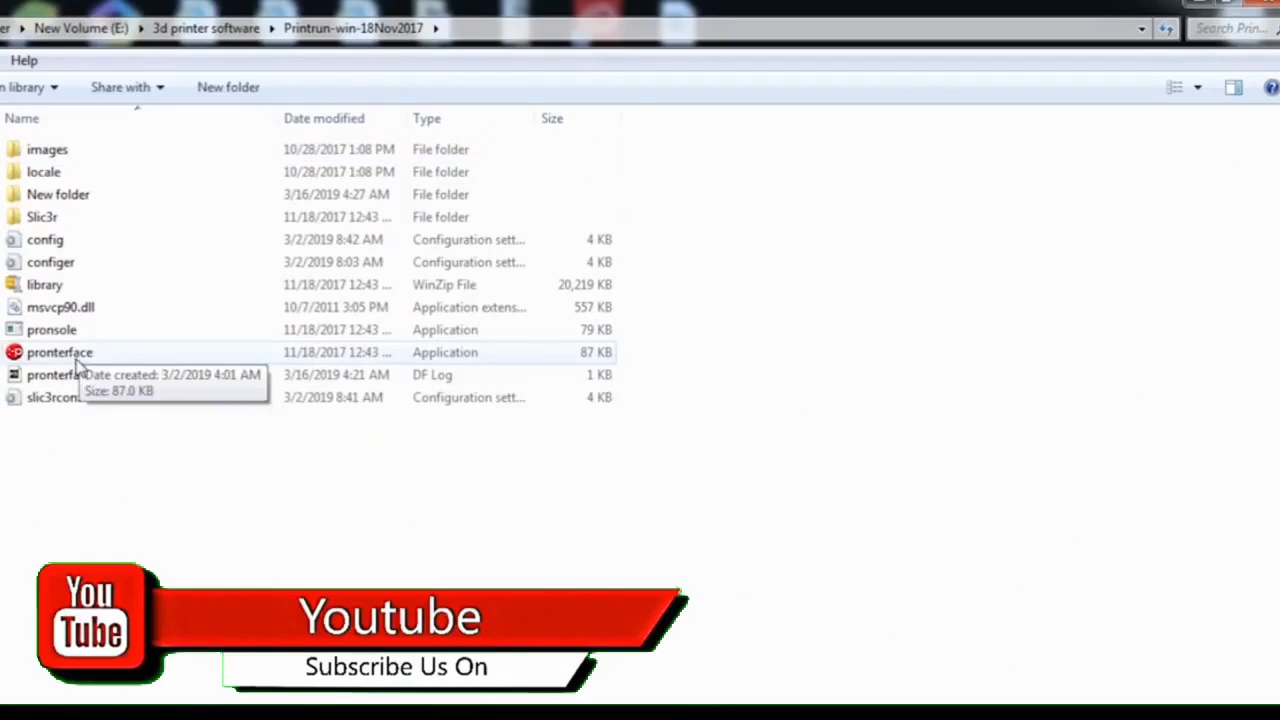 er ▸ New Volume (E:) ▸ 3d printer software ▸ Printrun-win-18Nov2017 ▸ Search Prin...
Help
n library Share with New folder
Name Date modified Type Size
images 10/28/2017 1:08 PM File folder
locale 10/28/2017 1:08 PM File folder
New folder 3/16/2019 4:27 AM File folder
Slic3r 11/18/2017 12:43 ... File folder
config 3/2/2019 8:42 AM Configuration sett... 4 KB
configer 3/2/2019 8:03 AM Configuration sett... 4 KB
library 11/18/2017 12:43 ... WinZip File 20,219 KB
msvcp90.dll 10/7/2011 3:05 PM Application extens... 557 KB
pronsole 11/18/2017 12:43 ... Application 79 KB
pronterface 11/18/2017 12:43 ... Application 87 KB
pronterfa 3/16/2019 4:21 AM DF Log 1 KB
Date created: 3/2/2019 4:01 AM
Size: 87.0 KB
slic3rcon 3/2/2019 8:41 AM Configuration sett... 4 KB
You
Tube
Youtube
Subscribe Us On